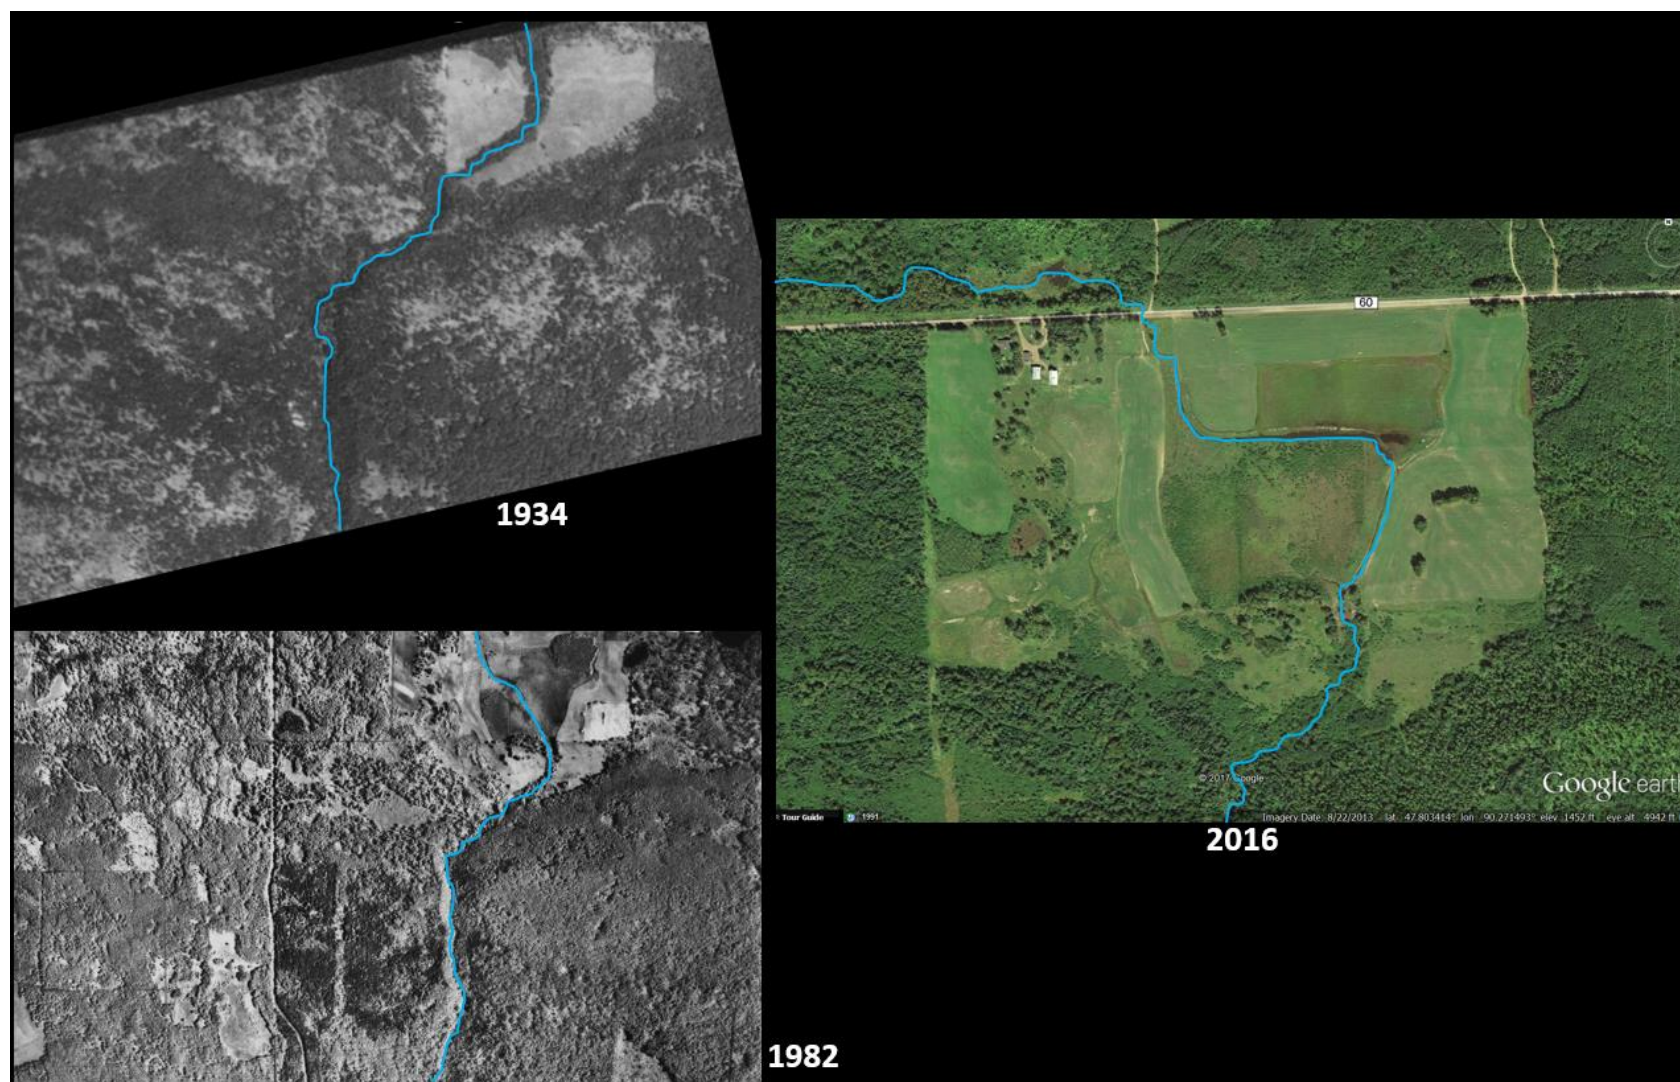 1934
60
© 2017 Google
Google earth
Tour Guide
1991
Imagery Date: 8/22/2013 lat 47.803414° lon 90.271493° elev 1452 ft eye alt 4942 ft
2016
1982